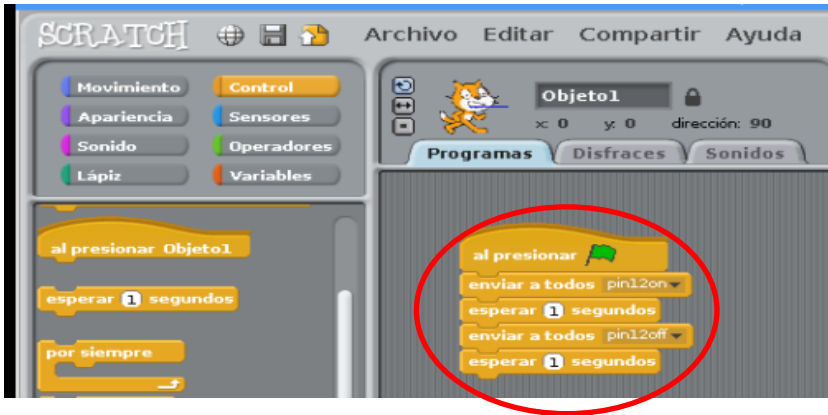 SCRATCH Archivo Editar Compartir Ayuda
Movimiento Control
Apariencia Sensores
Sonido Operadores
Lápiz Variables
Objeto1
x: 0 y: 0 dirección: 90
Programas Disfraces Sonidos
al presionar Objeto1
esperar 1 segundos
por siempre
al presionar
enviar a todos pin12on
esperar 1 segundos
enviar a todos pin12off
esperar 1 segundos